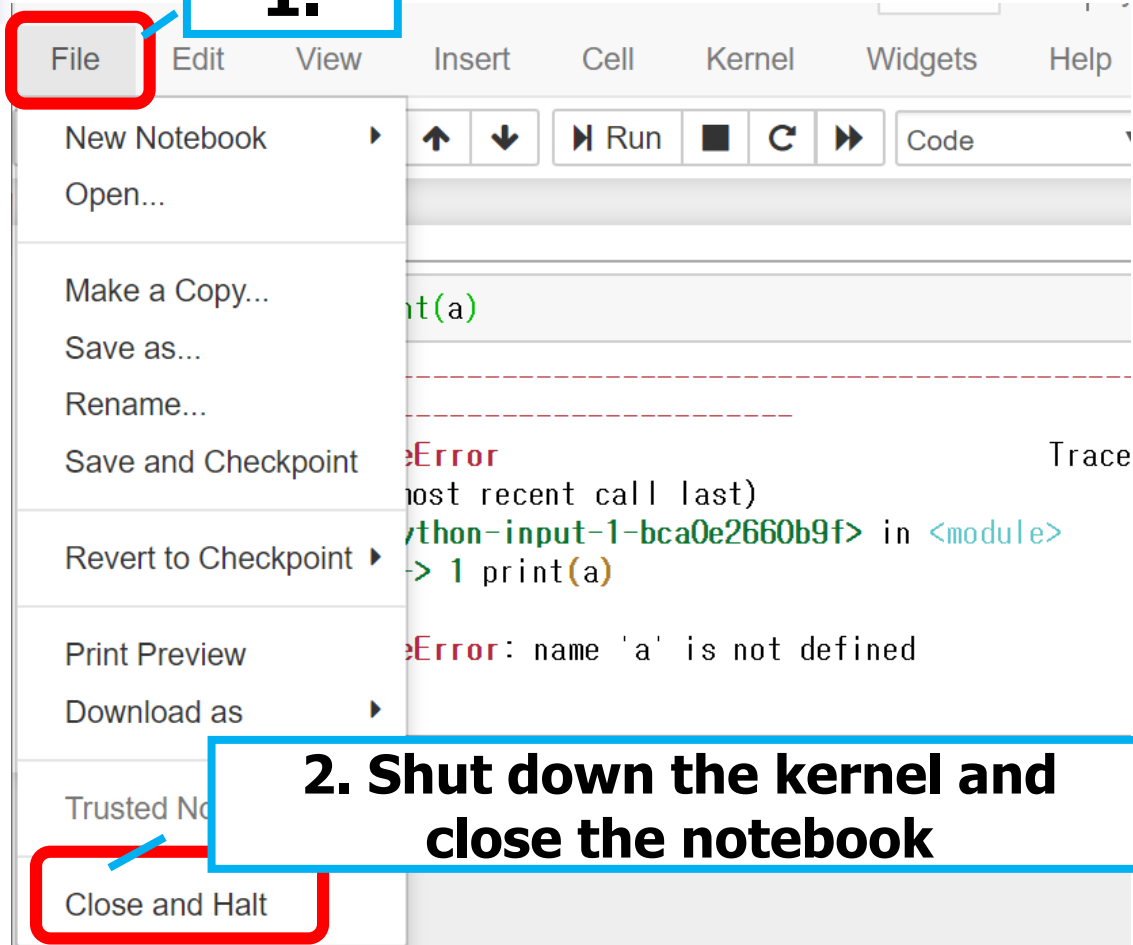 1.
File Edit View Insert Cell Kernel Widgets Help
New Notebook
Run Code
Open...
Make a Copy...
nt(a)
Save as...
Rename...
Save and Checkpoint
eError Trace
most recent call last)
ython-input-1-bca0e2660b9f> in <module>
Revert to Checkpoint
-> 1 print(a)
Print Preview
eError: name 'a' is not defined
Download as
2. Shut down the kernel and
close the notebook
Trusted No
Close and Halt